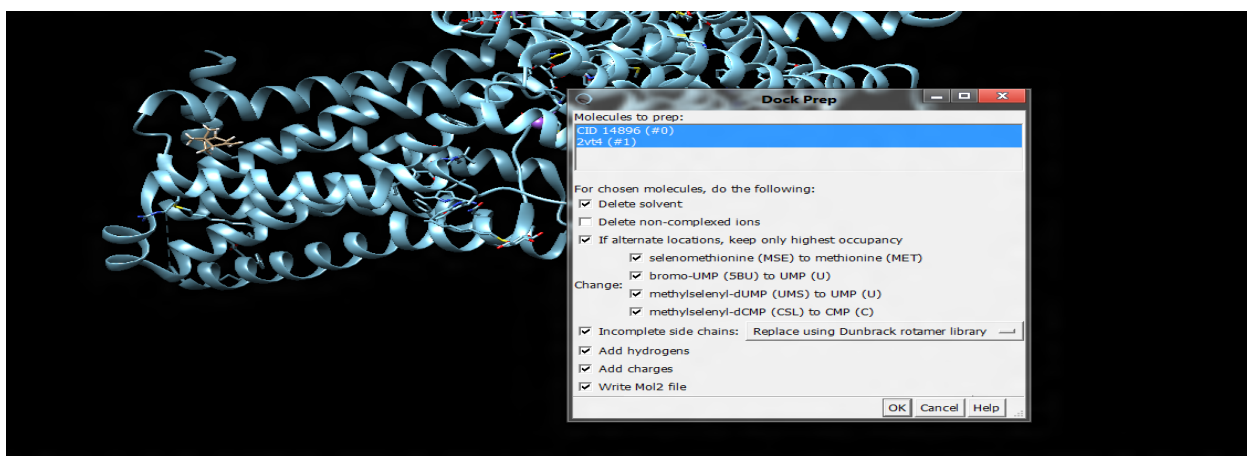 Dock Prep
Molecules to prep:
CID 14896 (#0)
2vt4 (#1)
For chosen molecules, do the following:
Delete solvent
Delete non-complexed ions
If alternate locations, keep only highest occupancy
selenomethionine (MSE) to methionine (MET)
bromo-UMP (5BU) to UMP (U)
Change:
methylselenyl-dUMP (UMS) to UMP (U)
methylselenyl-dCMP (CSL) to CMP (C)
Incomplete side chains: Replace using Dunbrack rotamer library
Add hydrogens
Add charges
Write Mol2 file
OK Cancel Help